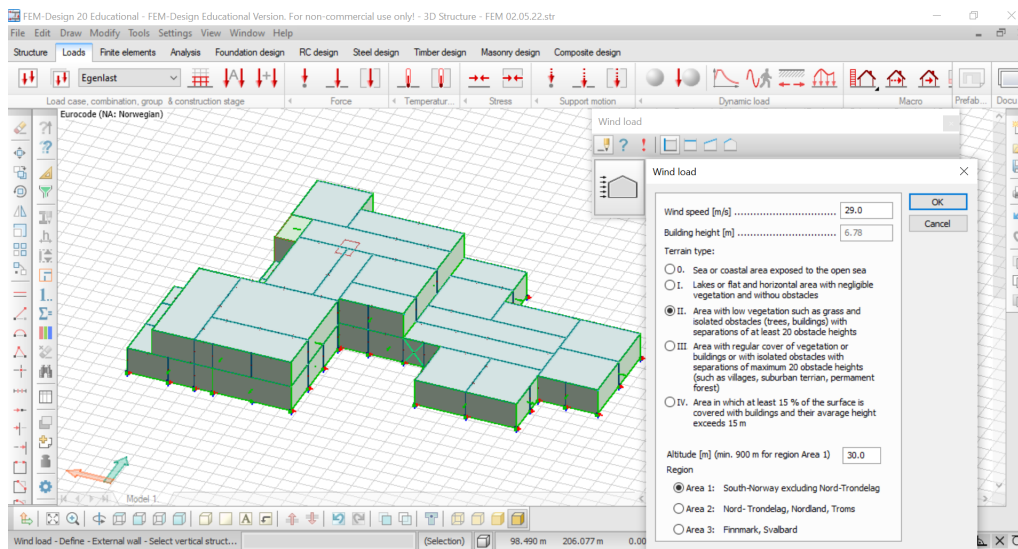 FEM-Design 20 Educational - FEM-Design Educational Version. For non-commercial use only! - 3D Structure - FEM 02.05.22.str
File Edit Draw Modify Tools Settings View Window Help
Structure Loads Finite elements Analysis Foundation design RC design Steel design Timber design Masonry design Composite design
Egenlast
Load case, combination, group & construction stage Force Temperatur... Stress Support motion Dynamic load Macro Prefab... Docu
Eurocode (NA: Norwegian)
Wind load
Wind load
Wind speed [m/s] 29.0
OK
Building height [m] 6.78
Cancel
Terrain type:
0. Sea or coastal area exposed to the open sea
I. Lakes or flat and horizontal area with negligible
vegetation and withou obstacles
II. Area with low vegetation such as grass and
isolated obstacles (trees, buildings) with
separations of at least 20 obstacle heights
III Area with regular cover of vegetation or
buildings or with isolated obstacles with
separations of maximum 20 obstacle heights
(such as villages, suburban terrian, permament
forest)
IV. Area in which at least 15 % of the surface is
covered with buildings and their avarage height
exceeds 15 m
Altitude [m] (min. 900 m for region Area 1) 30.0
Region
Area 1: South-Norway excluding Nord-Trondelag
Area 2: Nord- Trondelag, Nordland, Troms
Area 3: Finnmark, Svalbard
Model 1
Wind load - Define - External wall - Select vertical struct... (Selection) 98.490 m 206.077 m 0.00